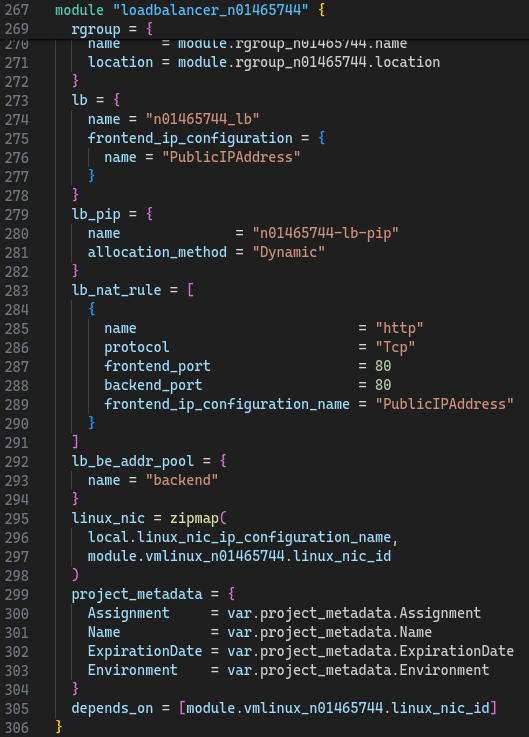 267 module "loadbalancer_n01465744" {
269 rgroup = {
270 name     = module.rgroup_n01465744.name
271 location = module.rgroup_n01465744.location
272 }
273 lb = {
274 name = "n01465744_lb"
275 frontend_ip_configuration = {
276 name = "PublicIPAddress"
277 }
278 }
279 lb_pip = {
280 name              = "n01465744-lb-pip"
281 allocation_method = "Dynamic"
282 }
283 lb_nat_rule = [
284 {
285 name                           = "http"
286 protocol                       = "Tcp"
287 frontend_port                  = 80
288 backend_port                   = 80
289 frontend_ip_configuration_name = "PublicIPAddress"
290 }
291 ]
292 lb_be_addr_pool = {
293 name = "backend"
294 }
295 linux_nic = zipmap(
296 local.linux_nic_ip_configuration_name,
297 module.vmlinux_n01465744.linux_nic_id
298 )
299 project_metadata = {
300 Assignment     = var.project_metadata.Assignment
301 Name           = var.project_metadata.Name
302 ExpirationDate = var.project_metadata.ExpirationDate
303 Environment    = var.project_metadata.Environment
304 }
305 depends_on = [module.vmlinux_n01465744.linux_nic_id]
306 }